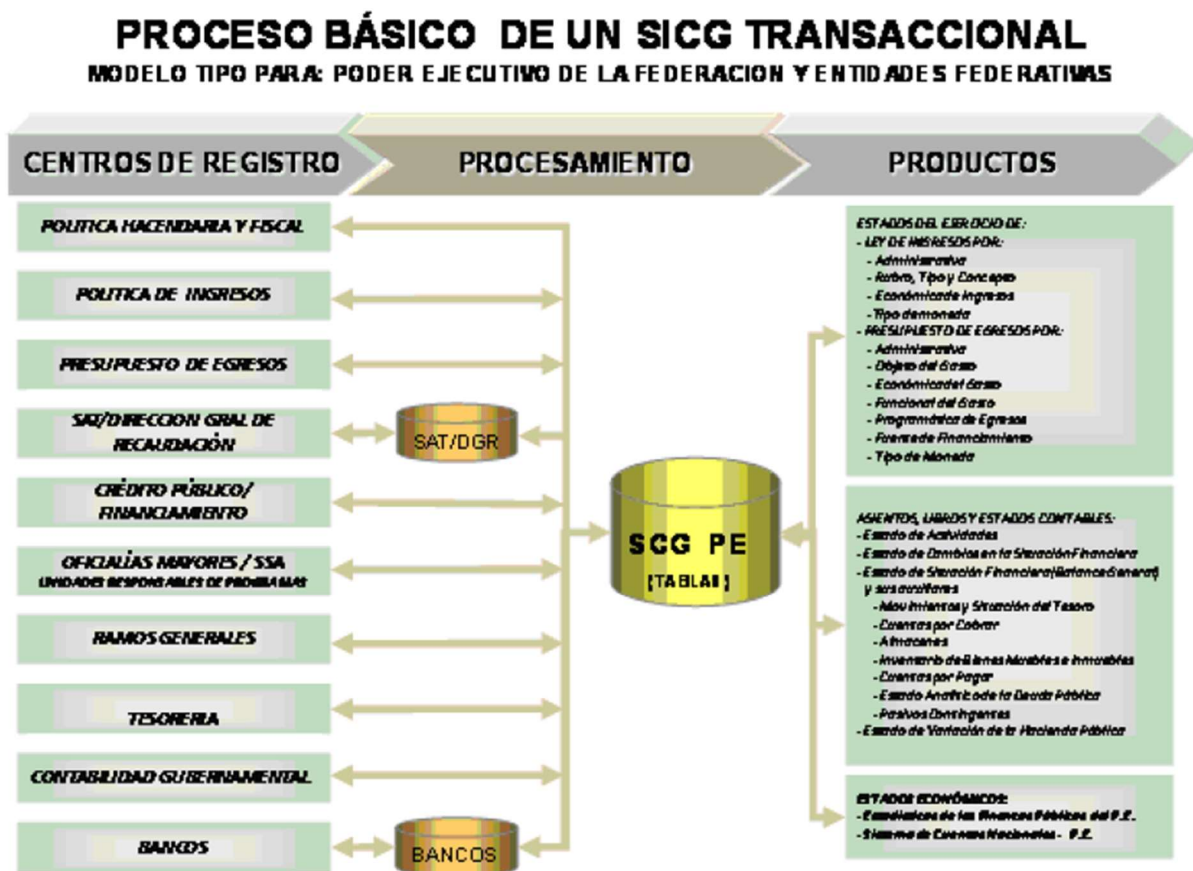 PROCESO BÁSICO DE UN SICG TRANSACCIONAL
MODELO TIPO PARA: PODER EJECUTIVO DE LA FEDERACION Y ENTIDADES FEDERATIVAS
CENTROS DE REGISTRO
PROCESAMIENTO
PRODUCTOS
POLITICA HACENDARIA Y FISCAL
POLITICA DE INGRESOS
PRESUPUESTO DE EGRESOS
SAT/DIRECCION GRAL DE
RECAUDACIÓN
CRÉDITO PÚBLICO/
FINANCIAMIENTO
OFICIALÍAS MAYORES / SSA
UNIDADES RESPONSABLES DE PROGRAMAS
RAMOS GENERALES
TESORERIA
CONTABILIDAD GUBERNAMENTAL
BANCOS
SAT/DGR
BANCOS
SCG PE
(TABLAS)
ESTADOS DEL EJERCICIO DE:
- LEY DE INGRESOS POR:
- Administrativa
- Rubro, Tipo y Concepto
- Económica de Ingresos
- Tipo de moneda
- PRESUPUESTO DE EGRESOS POR:
- Administrativa
- Objeto del Gasto
- Económica del Gasto
- Funcional del Gasto
- Programática de Egresos
- Fuente de Financiamiento
- Tipo de Moneda
ASIENTOS, LIBROS Y ESTADOS CONTABLES:
- Estado de Actividades
- Estado de Cambios en la Situación Financiera
- Estado de Situación Financiera (Balance General)
y sus auxiliares
- Movimientos y Situación del Tesoro
- Cuentas por Cobrar
- Almacenes
- Inventario de Bienes Muebles e Inmuebles
- Cuentas por Pagar
- Estado Analítico de la Deuda Pública
- Pasivos Contingentes
- Estado de Variación de la Hacienda Pública
ESTADOS ECONÓMICOS:
- Estadísticas de las Finanzas Públicas del P.E.
- Sistema de Cuentas Nacionales - P.E.